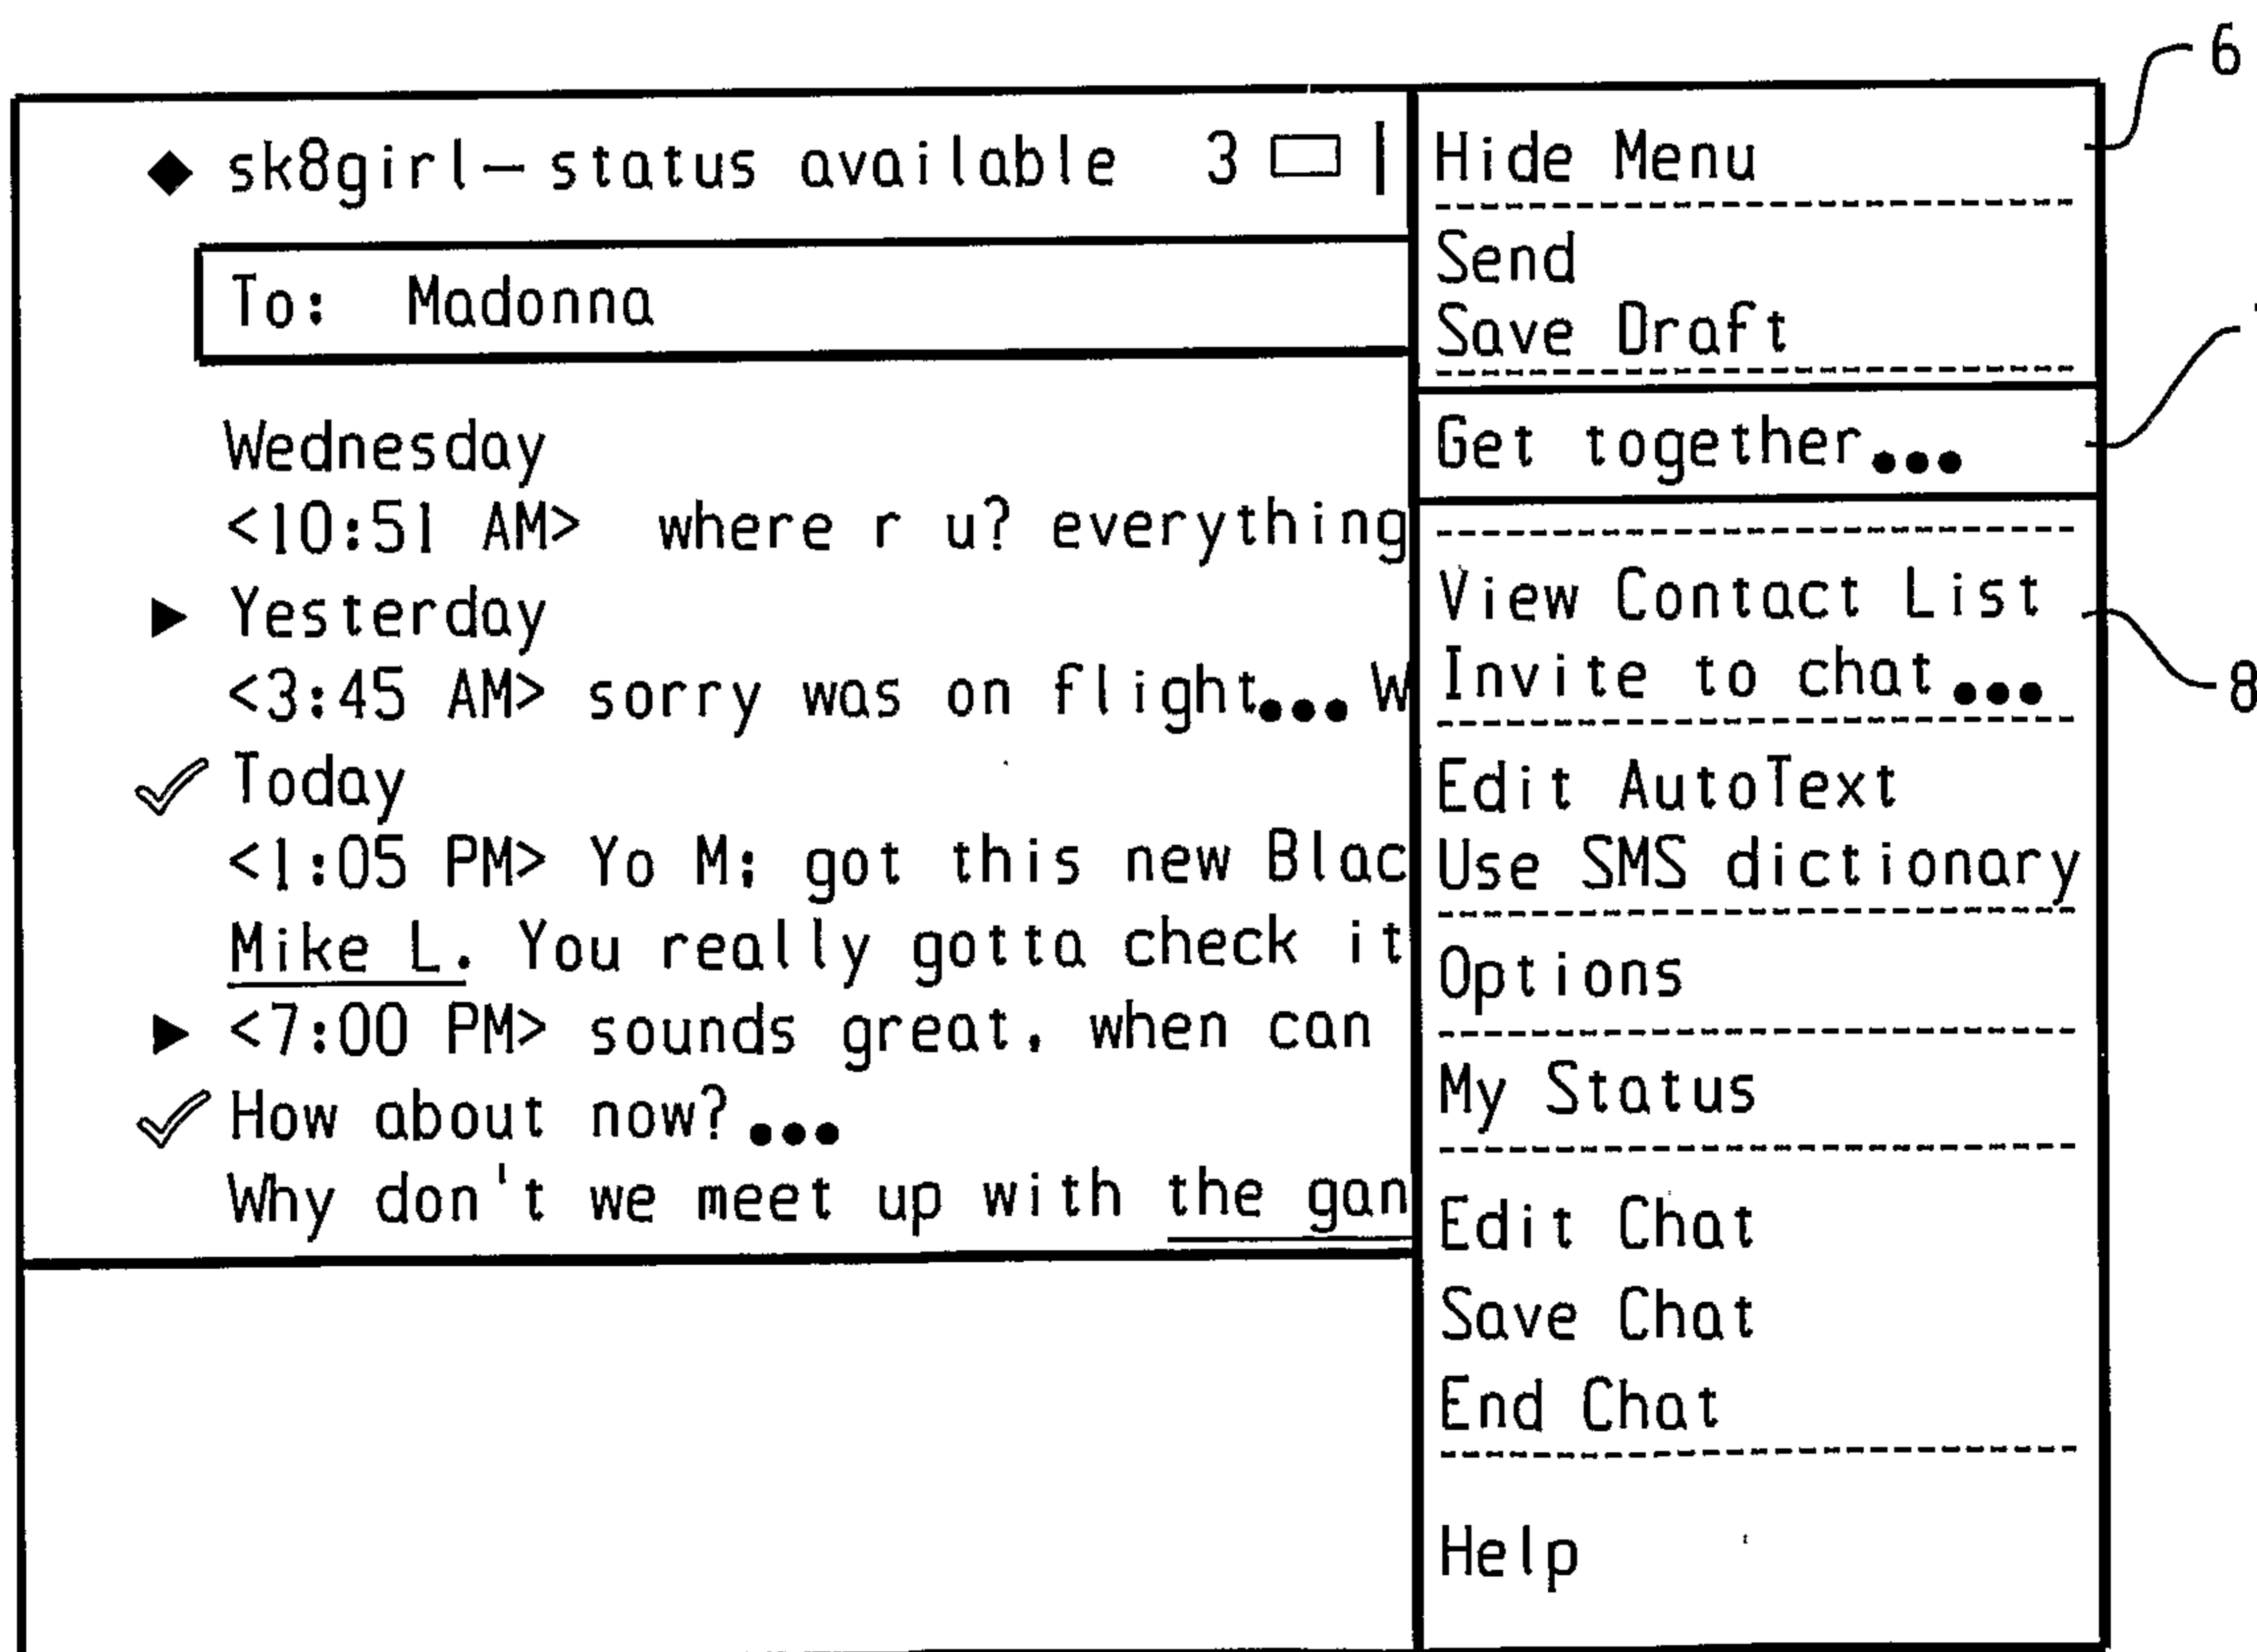 ◆ sk8girl– status available 3
To: Madonna
Wednesday
<10:51 AM> where r u? everything
▶ Yesterday
<3:45 AM> sorry was on flight... W
✓ Today
<1:05 PM> Yo M; got this new Blac
Mike L. You really gotta check it
▶ <7:00 PM> sounds great, when can
✓ How about now?...
Why don't we meet up with the gan
Hide Menu
Send
Save Draft
Get together...
View Contact List
Invite to chat...
Edit AutoText
Use SMS dictionary
Options
My Status
Edit Chat
Save Chat
End Chat
Help
6
8